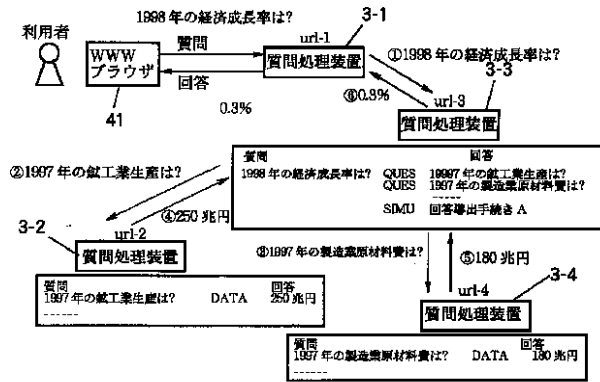 1998年の経済成長率は?
利用者
質問
url-1
3-1
WWW
ブラウザ
質問処理装置
①1998年の経済成長率は?
回答
3-3
41
0.3%
⑥0.3%
url-3
質問処理装置
質問 回答
②1997年の鉱工業生産は?
1998年の経済成長率は? QUES 19997年の鉱工業生産は?
QUES 1997年の製造業原材料費は?
------
SIMU 回答導出手続きA
④250兆円
3-2
url-2
質問処理装置
③1997年の製造業原材料費は?
⑤180兆円
3-4
質問 回答
1997年の鉱工業生産は? DATA 250兆円
------
url-4
質問処理装置
質問 回答
1997年の製造業原材料費は? DATA 180兆円
------